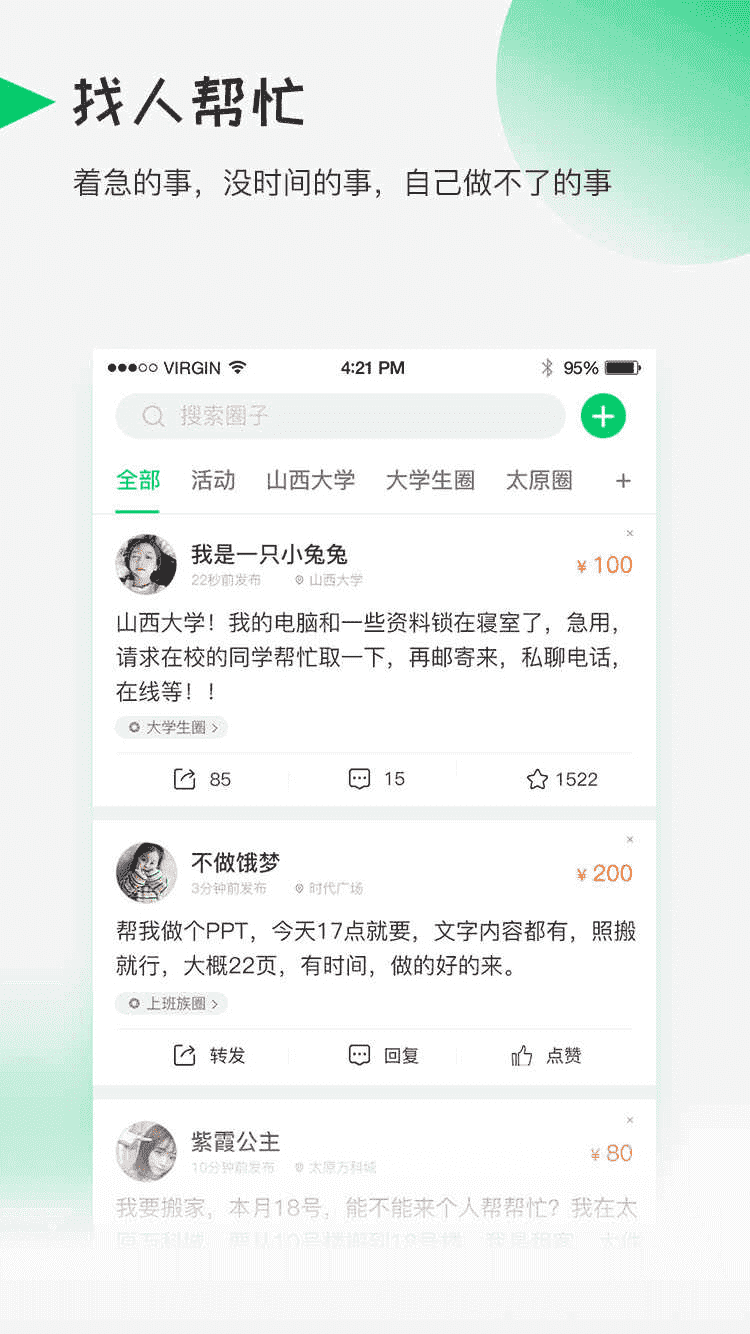 找人帮忙
着急的事，没时间的事，自己做不了的事
VIRGIN 4:21 PM 95%
搜索圈子
全部 活动 山西大学 大学生圈 太原圈 +
我是一只小兔兔
¥100
22秒前发布 山西大学
山西大学！我的电脑和一些资料锁在寝室了，急用，
请求在校的同学帮忙取一下，再邮寄来，私聊电话，
在线等！！
大学生圈
85 15 1522
不做饿梦
¥200
3分钟前发布 时代广场
帮我做个PPT，今天17点就要，文字内容都有，照搬
就行，大概22页，有时间，做的好的来。
上班族圈
转发 回复 点赞
紫霞公主
¥80
10分钟前发布 太原万科城
我要搬家，本月18号，能不能来个人帮帮忙？我在太